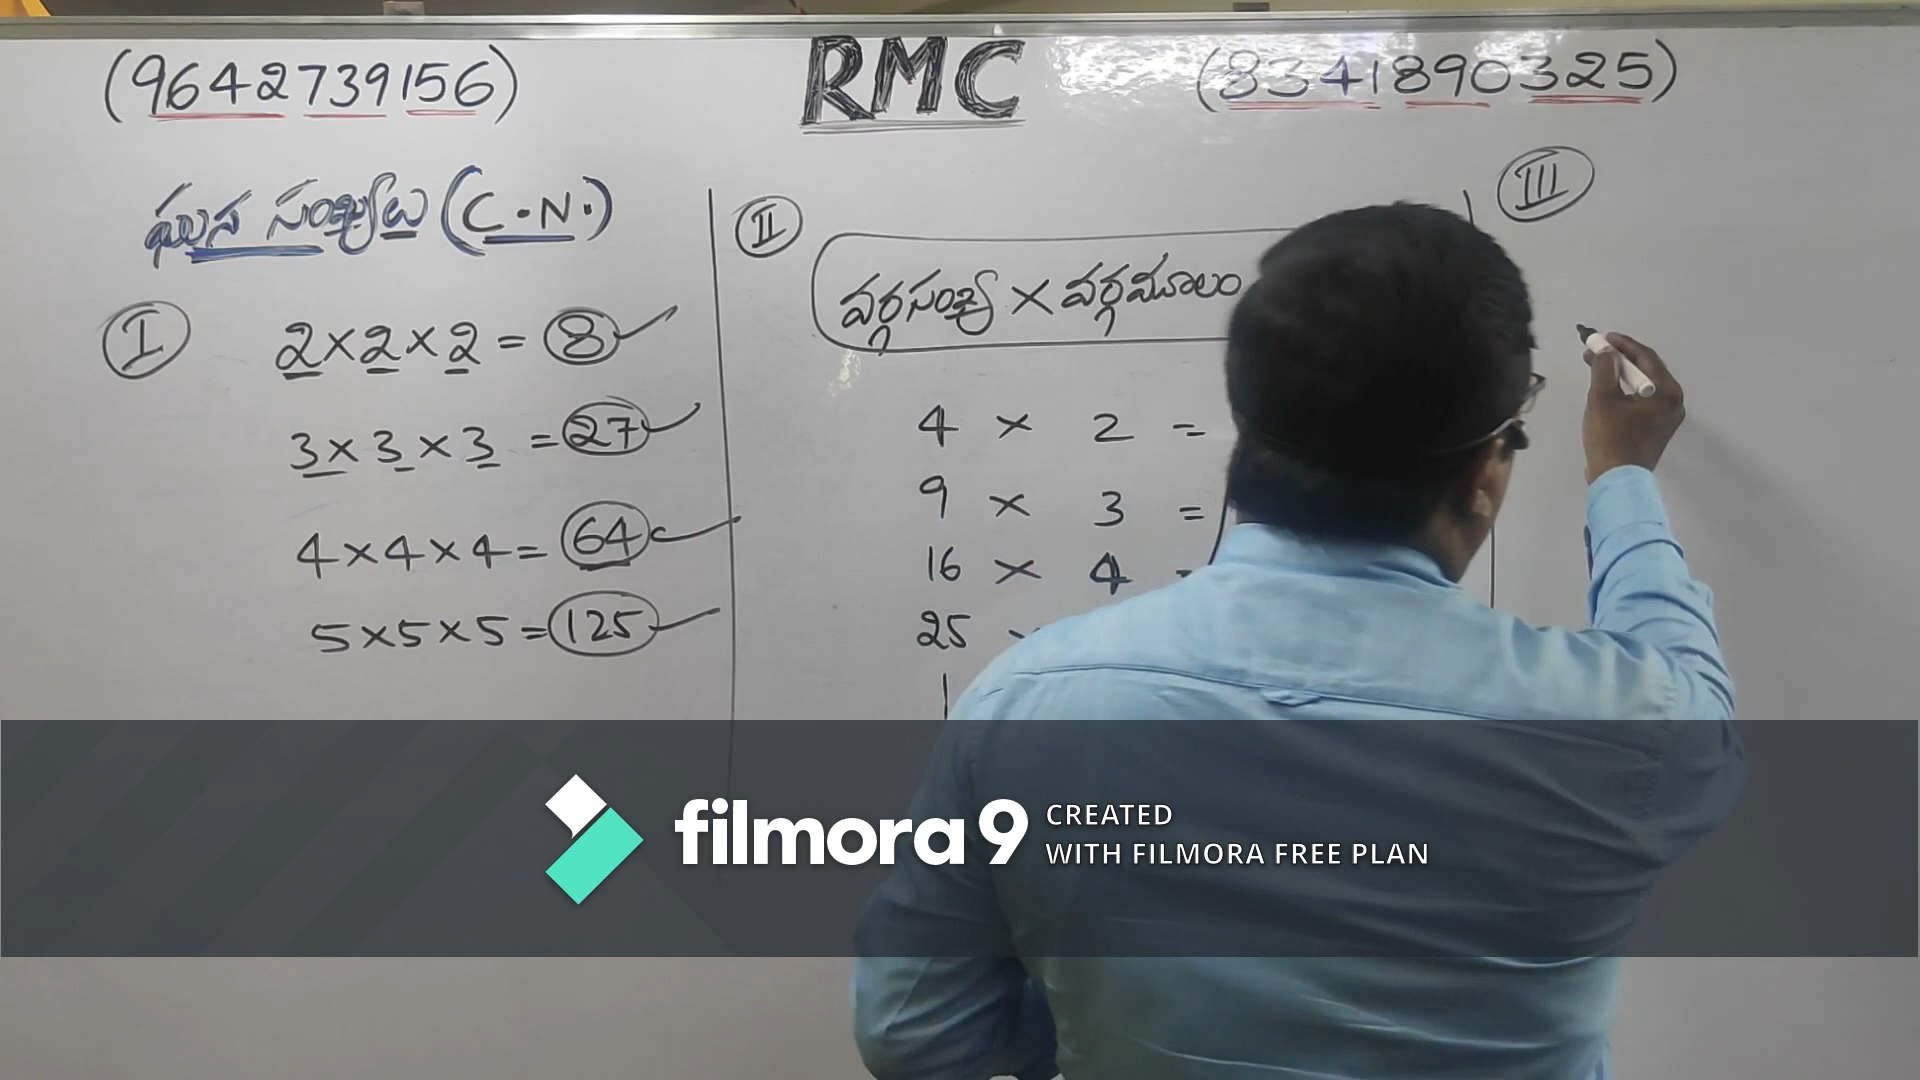 (9642739156) RMC (8341890325)
ఘన సంఖ్యలు (C.N.)
I
2×2×2 = 8
3×3×3 = 27
4×4×4 = 64
5×5×5 = 125
II
వర్గసంఖ్య × వర్గమూలం
4 × 2 =
9 × 3 =
16 × 4 =
25 ×
III
filmora 9 CREATED
WITH FILMORA FREE PLAN